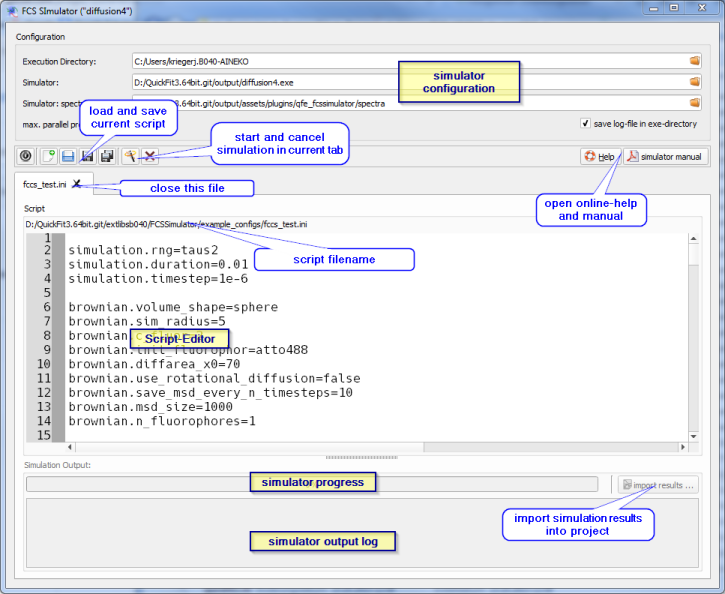 FCS SImulator ("diffusion4")
Configuration
Execution Directory:
C:/Users/kriegerj.B040-AINEKO
Simulator:
D:/QuickFit3.64bit.git/output/diffusion4.exe
simulator
configuration
Simulator: spectra
3.64bit.git/output/assets/plugins/qfe_fcssimulator/spectra
load and save
current script
max. parallel
save log-file in exe-directory
start and cancel
simulation in current tab
Help
simulator manual
fccs_test.ini
close this file
open online-help
and manual
Script
D:/QuickFit3.64bit.git/extlibsb040/FCSSimulator/example_configs/fccs_test.ini
script filename
1
2 simulation.rng=taus2
3 simulation.duration=0.01
4 simulation.timestep=1e-6
5
6 brownian.volume_shape=sphere
7 brownian.sim_radius=5
8 brownian
Script-Editor
9 brownian.init_fluorophor=atto488
10 brownian.diffarea_x0=70
11 brownian.use_rotational_diffusion=false
12 brownian.save_msd_every_n_timesteps=10
13 brownian.msd_size=1000
14 brownian.n_fluorophores=1
15
Simulation Output:
simulator progress
import results ...
import simulation results
into project
simulator output log